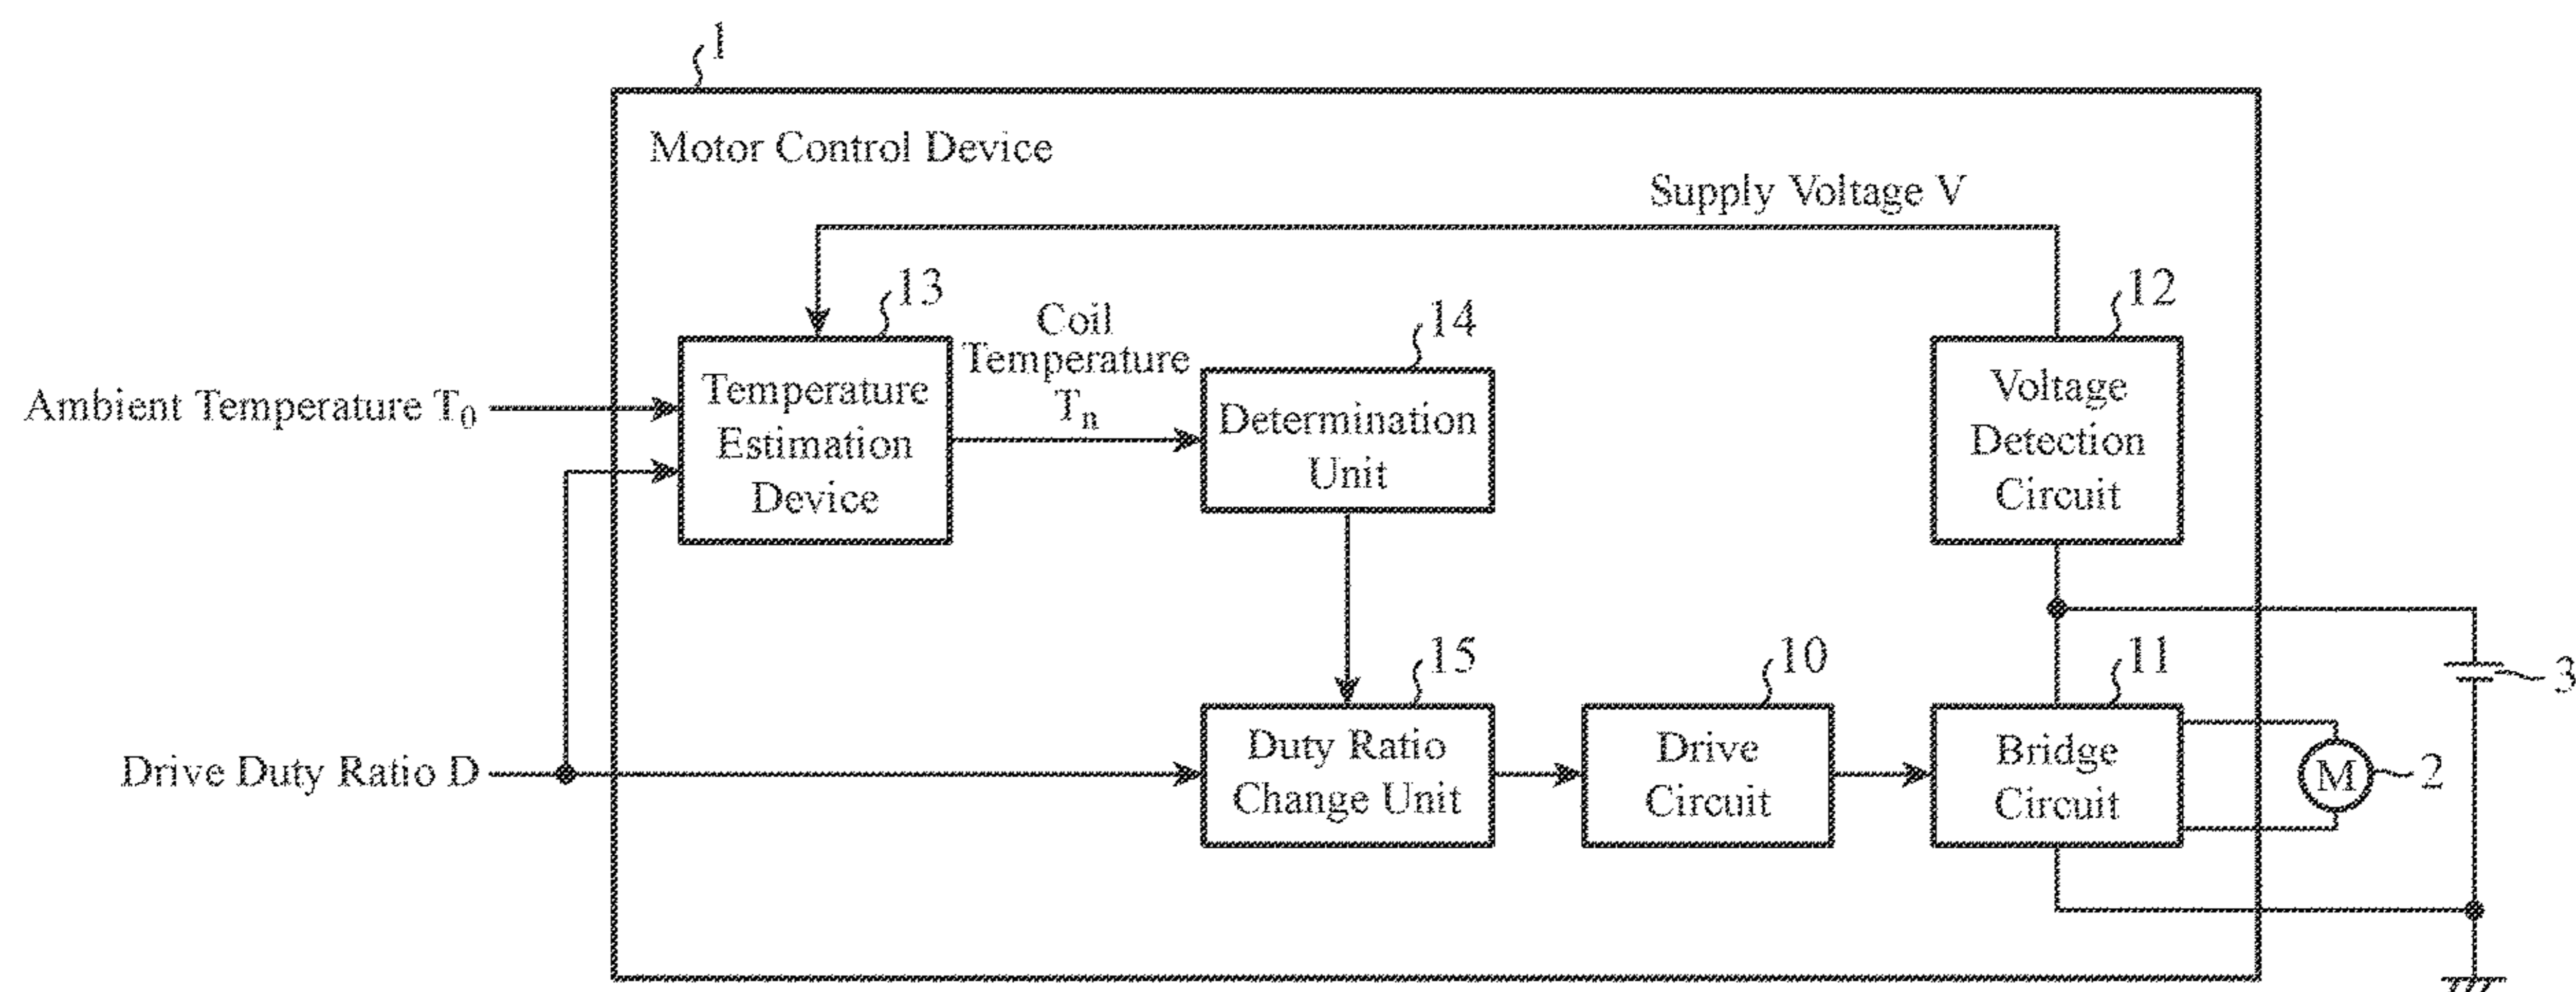 1
Motor Control Device
Supply Voltage V
13
Coil
Temperature
Tₙ
14
12
Ambient Temperature T₀
Temperature
Estimation
Device
Determination
Unit
Voltage
Detection
Circuit
15
10
11
3
Drive Duty Ratio D
Duty Ratio
Change Unit
Drive
Circuit
Bridge
Circuit
M
2